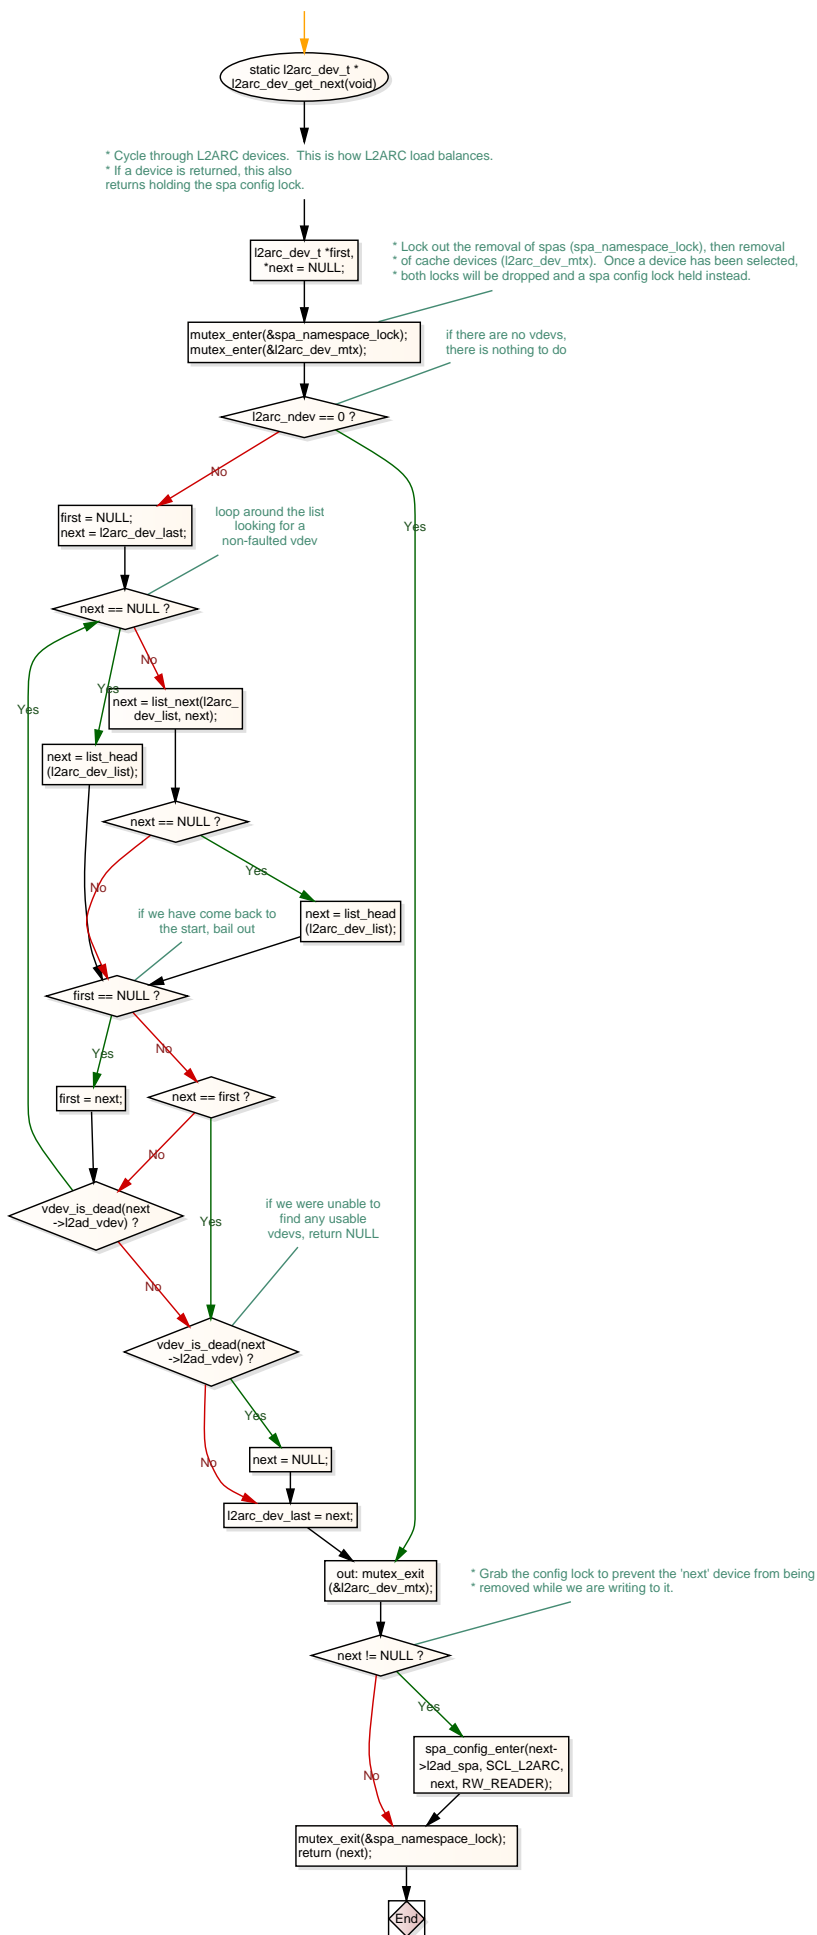 static l2arc_dev_t *
l2arc_dev_get_next(void)
* Cycle through L2ARC devices.  This is how L2ARC load balances.
* If a device is returned, this also
returns holding the spa config lock.
l2arc_dev_t *first,
*next = NULL;
* Lock out the removal of spas (spa_namespace_lock), then removal
* of cache devices (l2arc_dev_mtx).  Once a device has been selected,
* both locks will be dropped and a spa config lock held instead.
mutex_enter(&spa_namespace_lock);
mutex_enter(&l2arc_dev_mtx);
if there are no vdevs,
there is nothing to do
l2arc_ndev == 0 ?
No
Yes
first = NULL;
next = l2arc_dev_last;
loop around the list
looking for a
non-faulted vdev
next == NULL ?
No
Yes
Yes
next = list_next(l2arc_
dev_list, next);
next = list_head
(l2arc_dev_list);
next == NULL ?
No
Yes
next = list_head
(l2arc_dev_list);
if we have come back to
the start, bail out
first == NULL ?
Yes
No
first = next;
next == first ?
No
Yes
vdev_is_dead(next
->l2ad_vdev) ?
No
if we were unable to
find any usable
vdevs, return NULL
vdev_is_dead(next
->l2ad_vdev) ?
Yes
No
next = NULL;
l2arc_dev_last = next;
out: mutex_exit
(&l2arc_dev_mtx);
* Grab the config lock to prevent the 'next' device from being
* removed while we are writing to it.
next != NULL ?
Yes
No
spa_config_enter(next-
>l2ad_spa, SCL_L2ARC,
next, RW_READER);
mutex_exit(&spa_namespace_lock);
return (next);
End